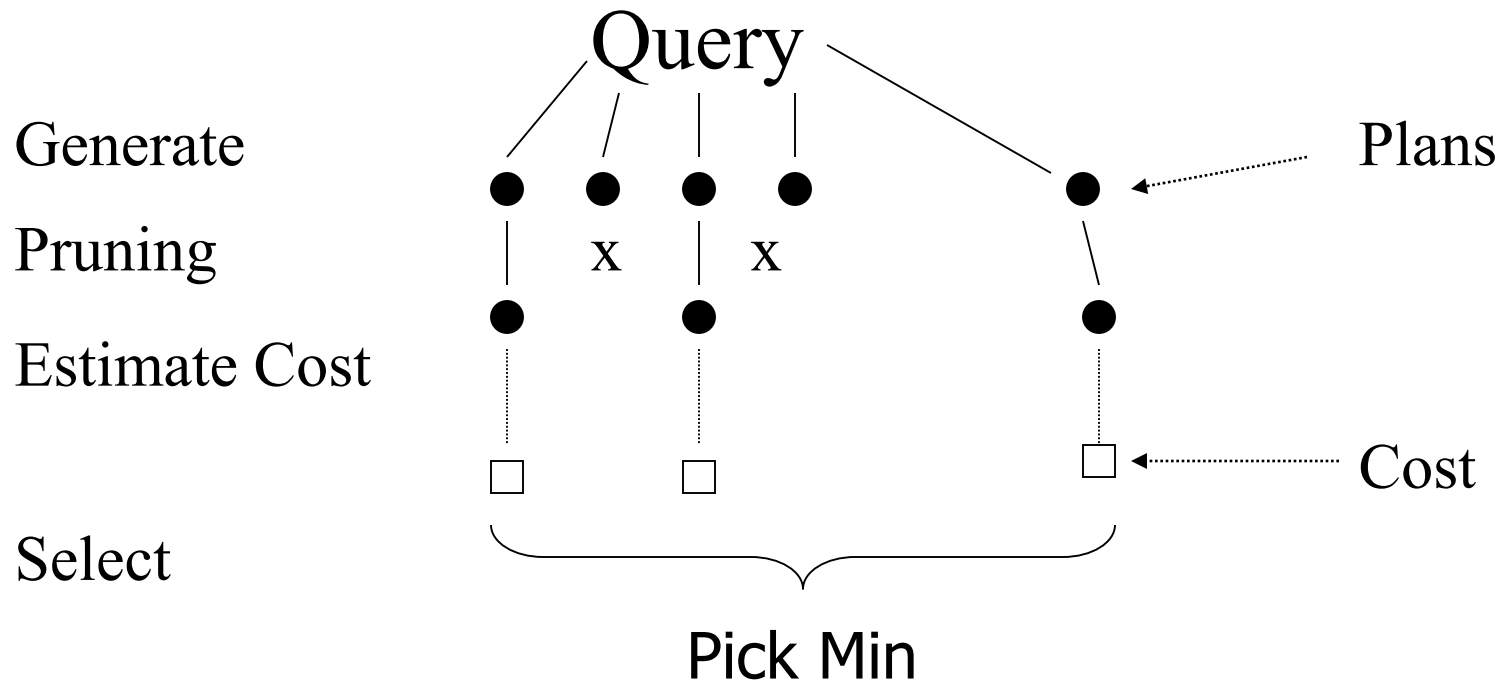 Query
Generate
Plans
Pruning
x
x
Estimate Cost
Cost
Select
Pick Min